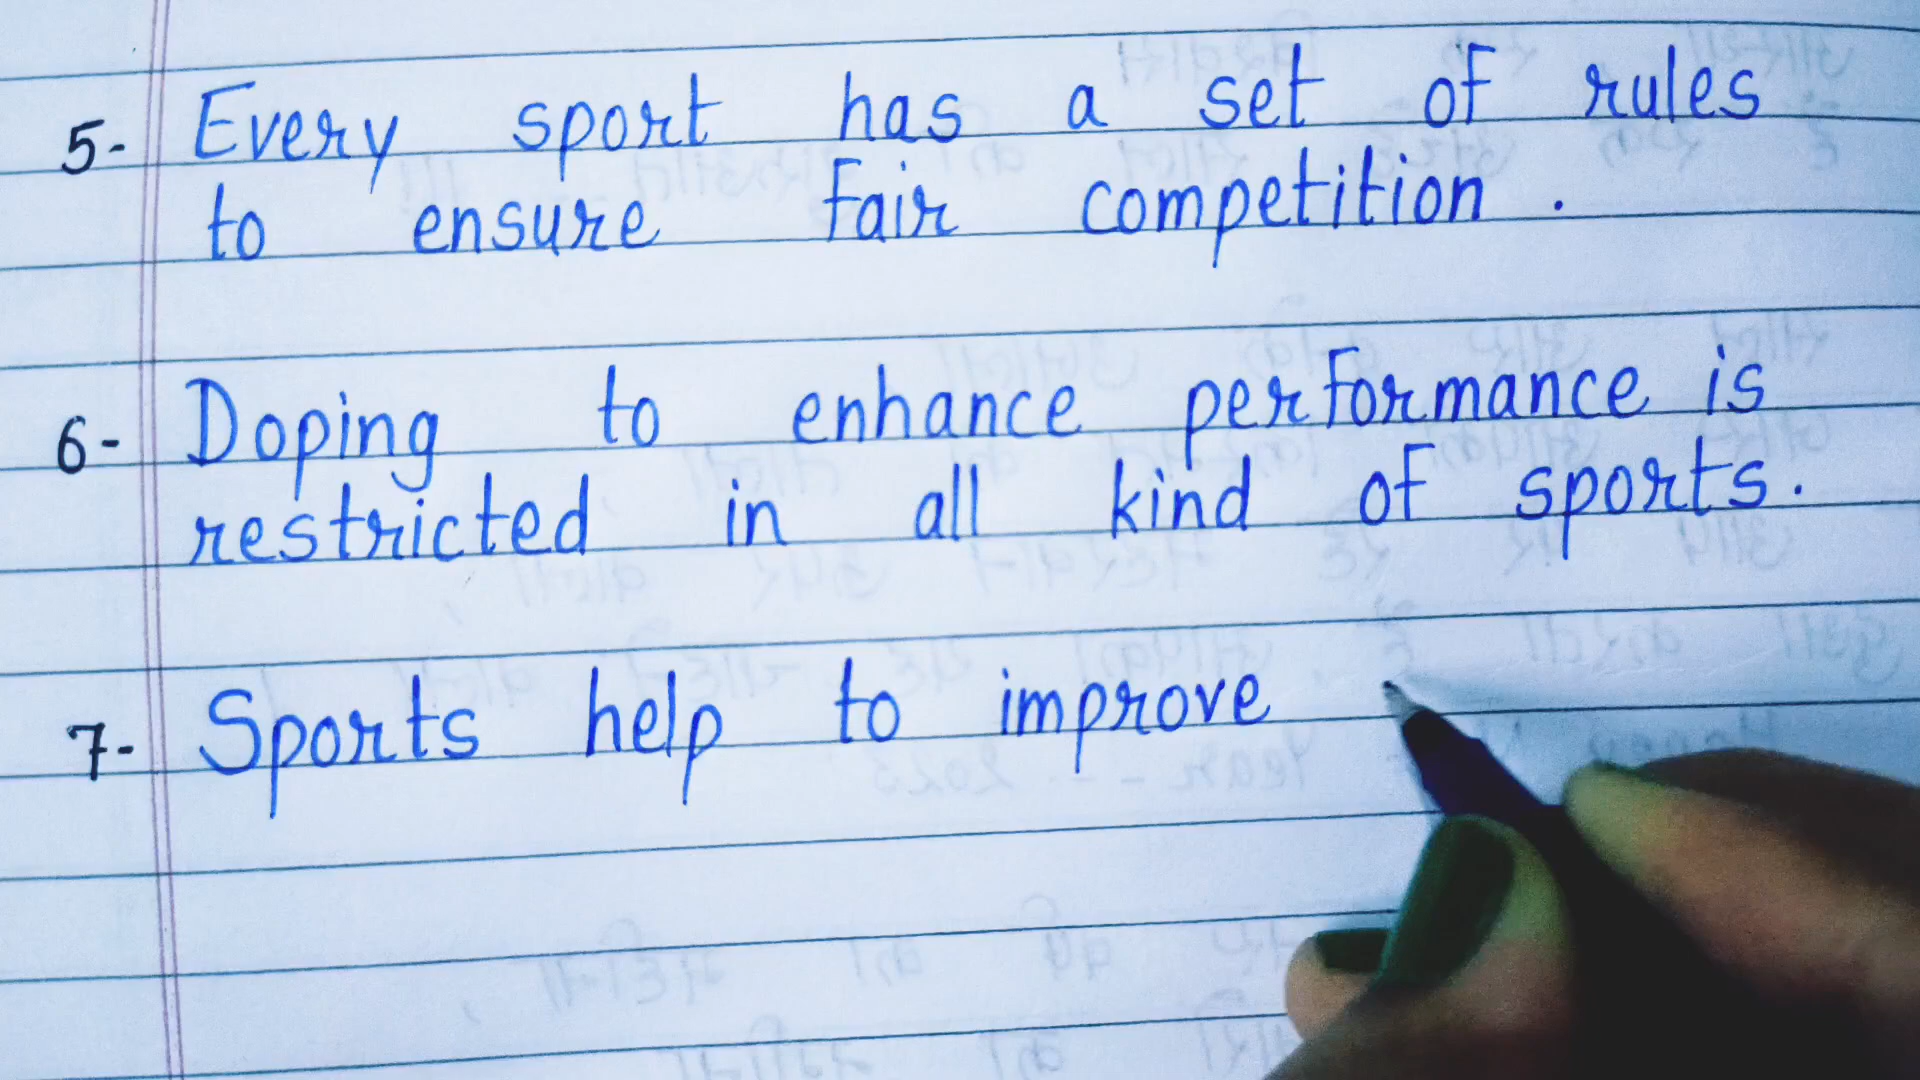 5- Every sport has a set of rules
to ensure fair competition .
6- Doping to enhance performance is
restricted in all kind of sports.
7- Sports help to improve